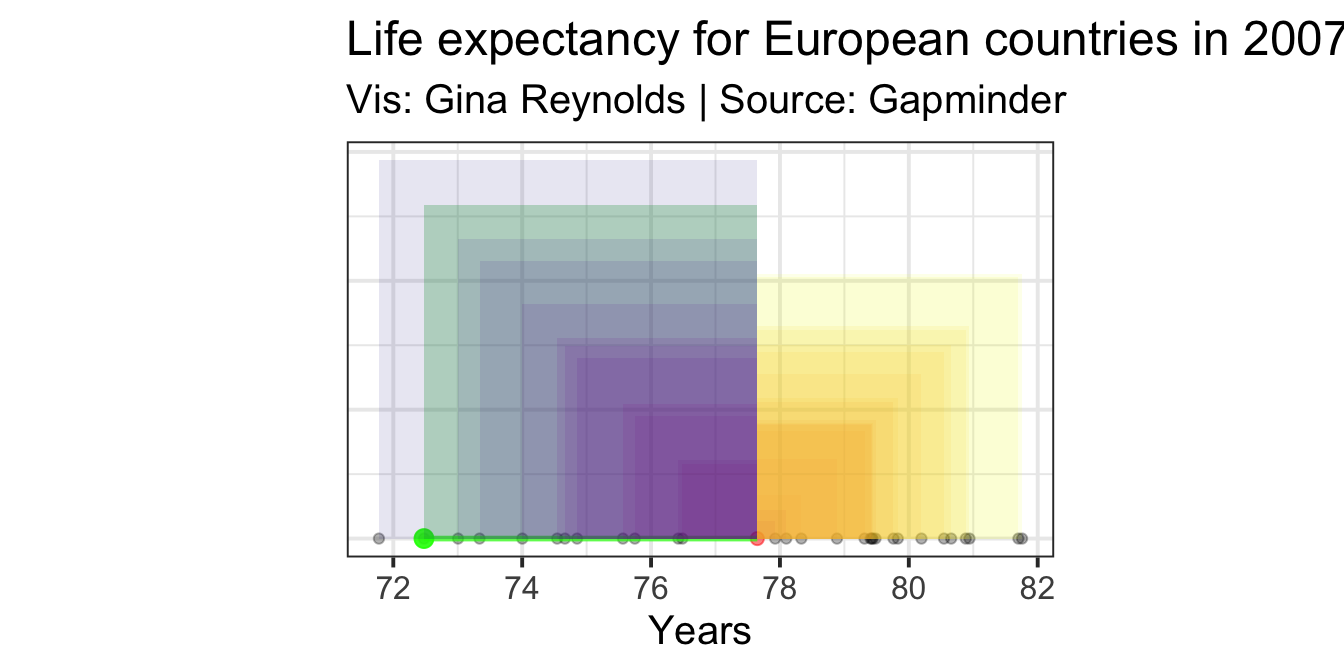 Life expectancy for European countries in 2007
Vis: Gina Reynolds | Source: Gapminder
72 74 76 78 80 82
Years